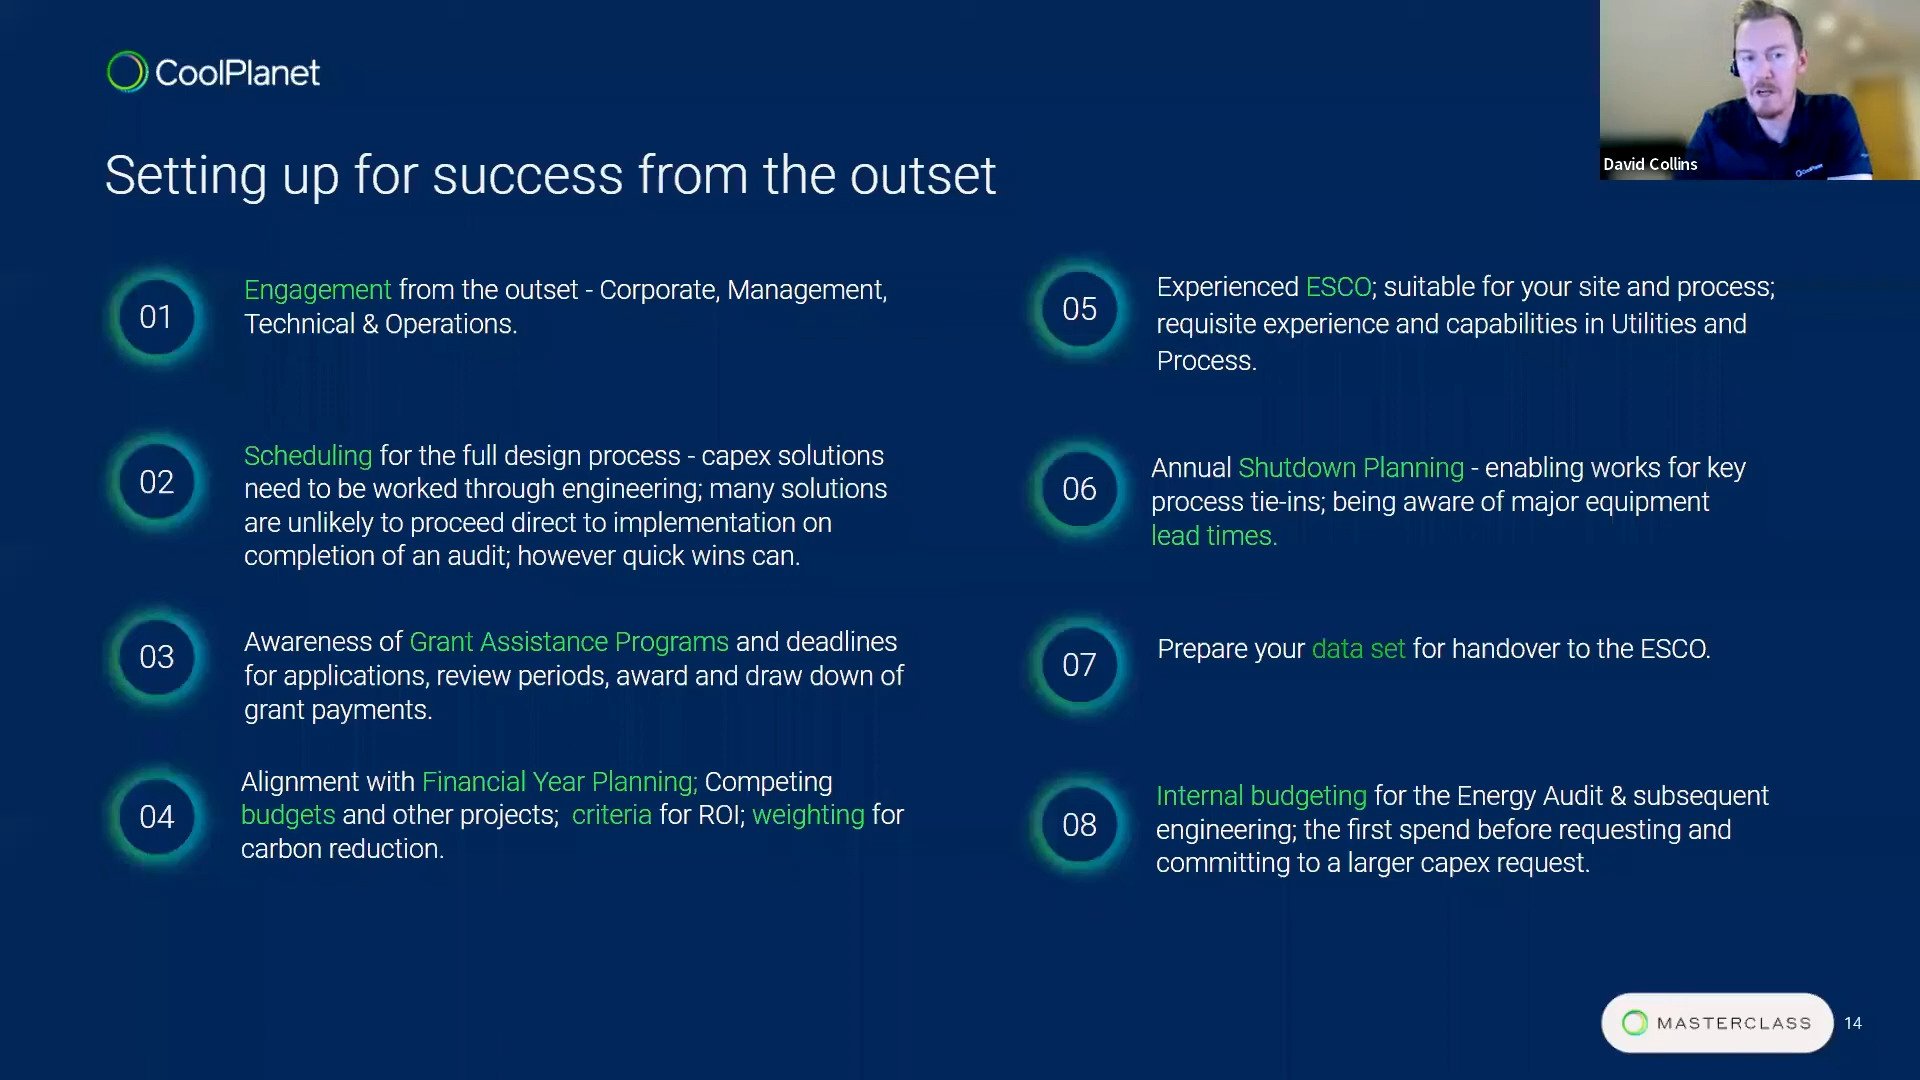 CoolPlanet
David Collins
Setting up for success from the outset
01
Engagement from the outset - Corporate, Management,
Technical & Operations.
02
Scheduling for the full design process - capex solutions
need to be worked through engineering; many solutions
are unlikely to proceed direct to implementation on
completion of an audit; however quick wins can.
03
Awareness of Grant Assistance Programs and deadlines
for applications, review periods, award and draw down of
grant payments.
04
Alignment with Financial Year Planning; Competing
budgets and other projects;  criteria for ROI; weighting for
carbon reduction.
05
Experienced ESCO; suitable for your site and process;
requisite experience and capabilities in Utilities and
Process.
06
Annual Shutdown Planning - enabling works for key
process tie-ins; being aware of major equipment
lead times.
07
Prepare your data set for handover to the ESCO.
08
Internal budgeting for the Energy Audit & subsequent
engineering; the first spend before requesting and
committing to a larger capex request.
MASTERCLASS
14